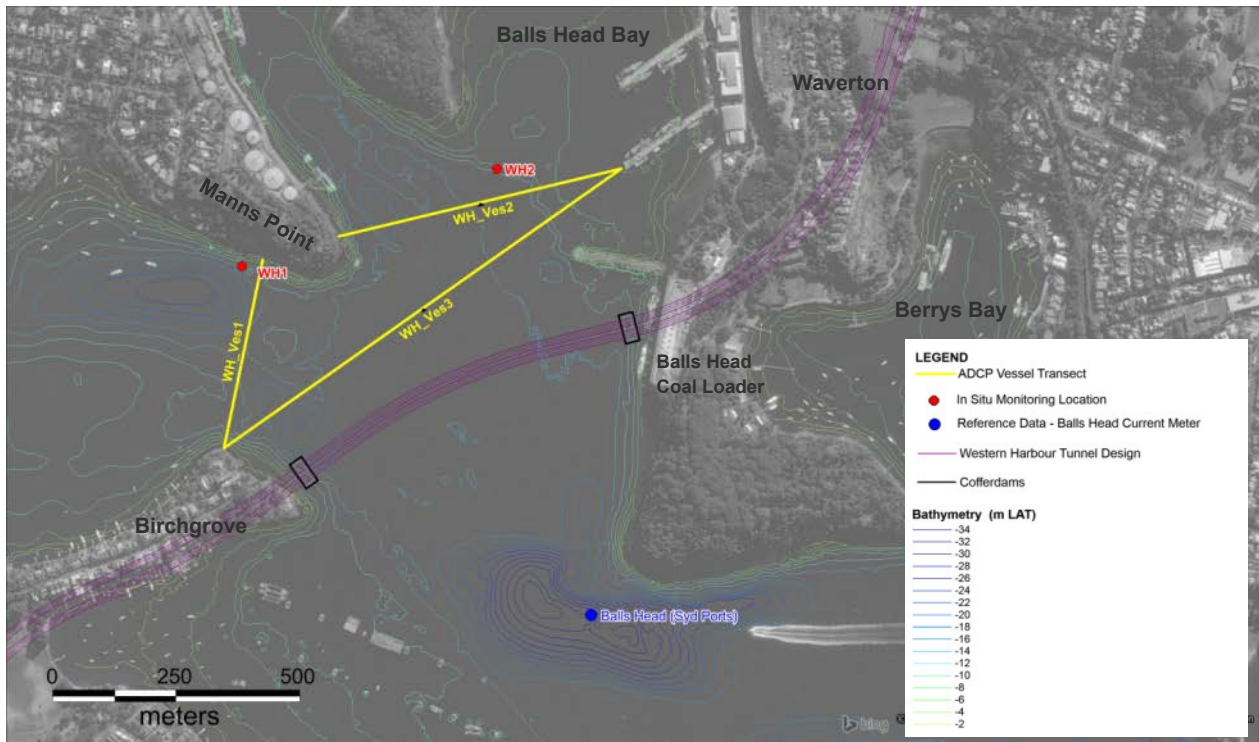 Balls Head Bay
Waverton
WH2
WH_Ves2
Manns Point
WH1
WH_Ves3
WH_Ves1
Berrys Bay
Balls Head
Coal Loader
Birchgrove
Balls Head (Syd Ports)
0 250 500
meters
LEGEND
ADCP Vessel Transect
In Situ Monitoring Location
Reference Data - Balls Head Current Meter
Western Harbour Tunnel Design
Cofferdams
Bathymetry (m LAT)
-34
-32
-30
-28
-26
-24
-22
-20
-18
-16
-14
-12
-10
-8
-6
-4
-2
bing